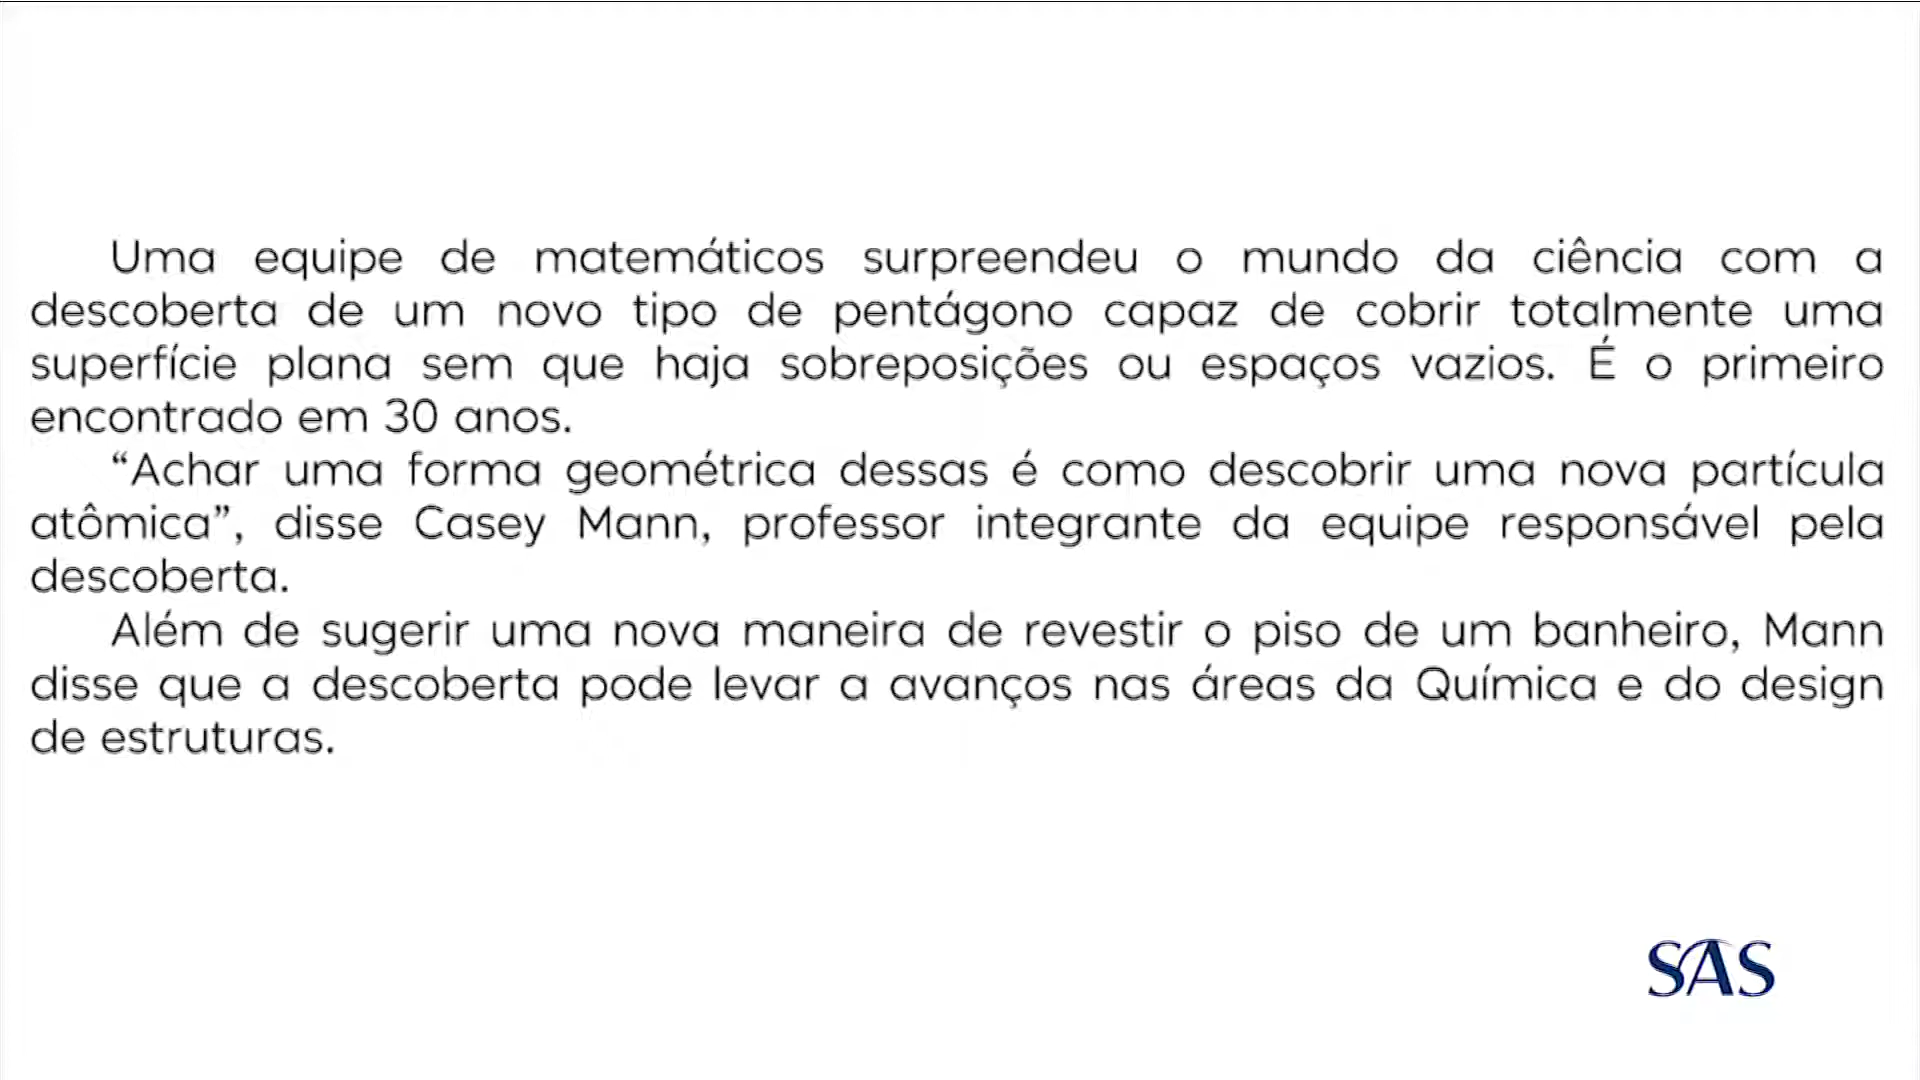 Uma equipe de matemáticos surpreendeu o mundo da ciência com a
descoberta de um novo tipo de pentágono capaz de cobrir totalmente uma
superfície plana sem que haja sobreposições ou espaços vazios. É o primeiro
encontrado em 30 anos.
“Achar uma forma geométrica dessas é como descobrir uma nova partícula
atômica”, disse Casey Mann, professor integrante da equipe responsável pela
descoberta.
Além de sugerir uma nova maneira de revestir o piso de um banheiro, Mann
disse que a descoberta pode levar a avanços nas áreas da Química e do design
de estruturas.
SAS